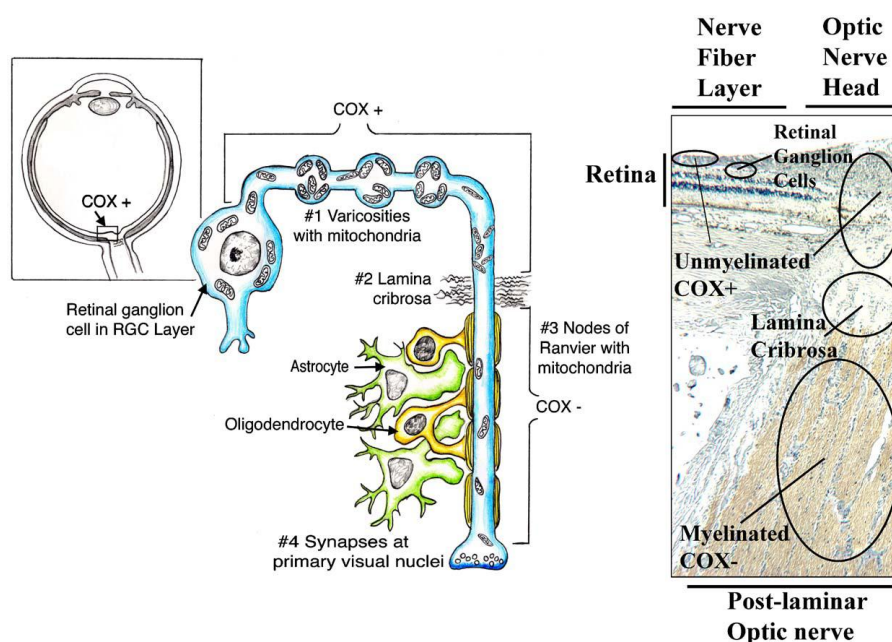 COX +
COX +
#1 Varicosities
with mitochondria
#2 Lamina
cribrosa
Retinal ganglion
cell in RGC Layer
#3 Nodes of
Ranvier with
mitochondria
Astrocyte
COX -
Oligodendrocyte
#4 Synapses at
primary visual nuclei
Nerve
Fiber
Layer
Optic
Nerve
Head
Retinal
Ganglion
Cells
Retina
Unmyelinated
COX+
Lamina
Cribrosa
Myelinated
COX-
Post-laminar
Optic nerve